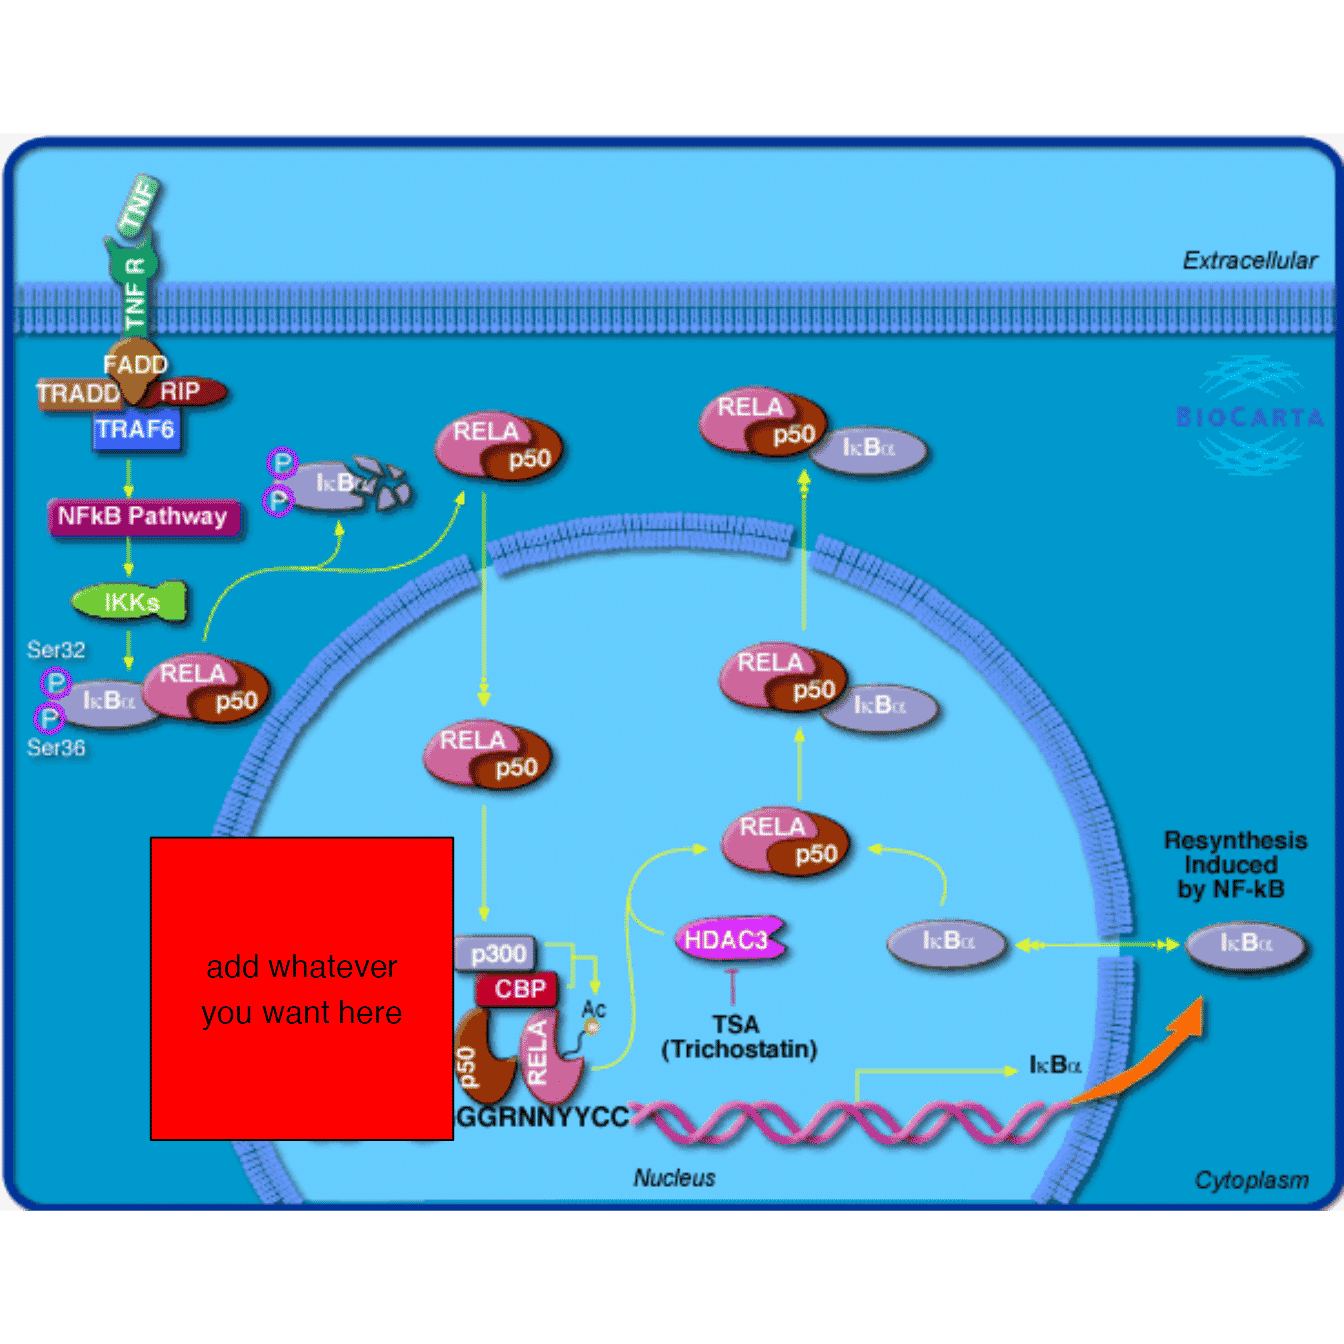 TNF
Extracellular
TNF R
FADD
TRADD
RIP
TRAF6
RELA
p50
IκBα
BIOCARTA
RELA
p50
P
P
IκBα
NFkB Pathway
IKKs
Ser32
P
P
IκBα
RELA
p50
Ser36
RELA
p50
IκBα
RELA
p50
RELA
p50
Resynthesis
Induced
by NF-kB
IκBα
IκBα
HDAC3
TSA
(Trichostatin)
add whatever
you want here
p300
CBP
Ac
p50
RELA
GGRNNYYCC
IκBα
Nucleus
Cytoplasm